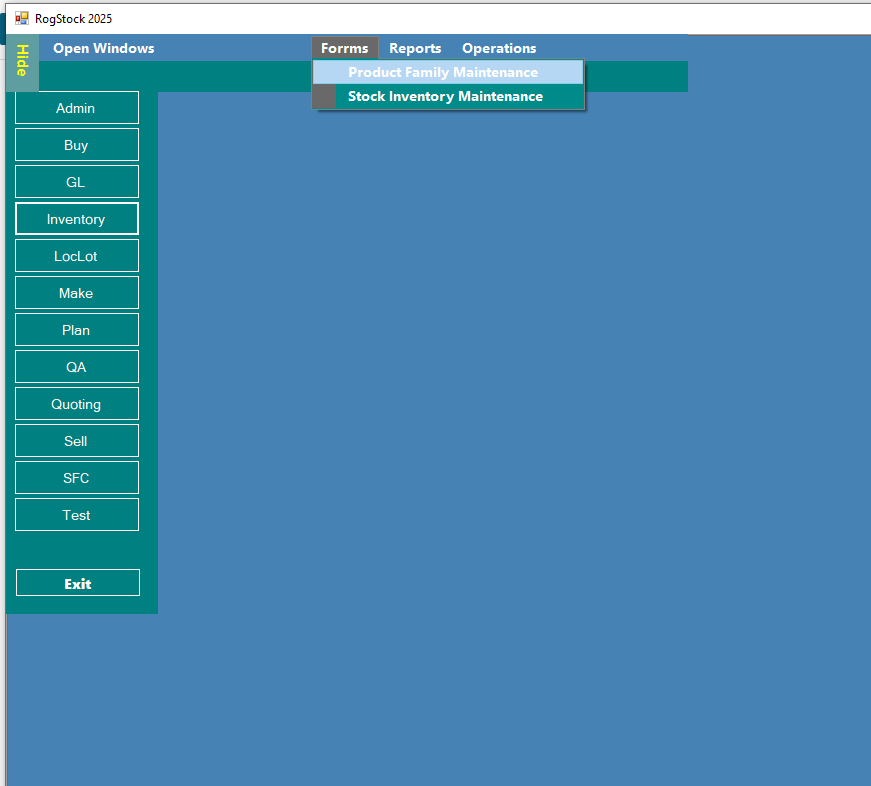 RogStock 2025
Hide
Open Windows
Forrms Reports Operations
Product Family Maintenance
Stock Inventory Maintenance
Admin
Buy
GL
Inventory
LocLot
Make
Plan
QA
Quoting
Sell
SFC
Test
Exit